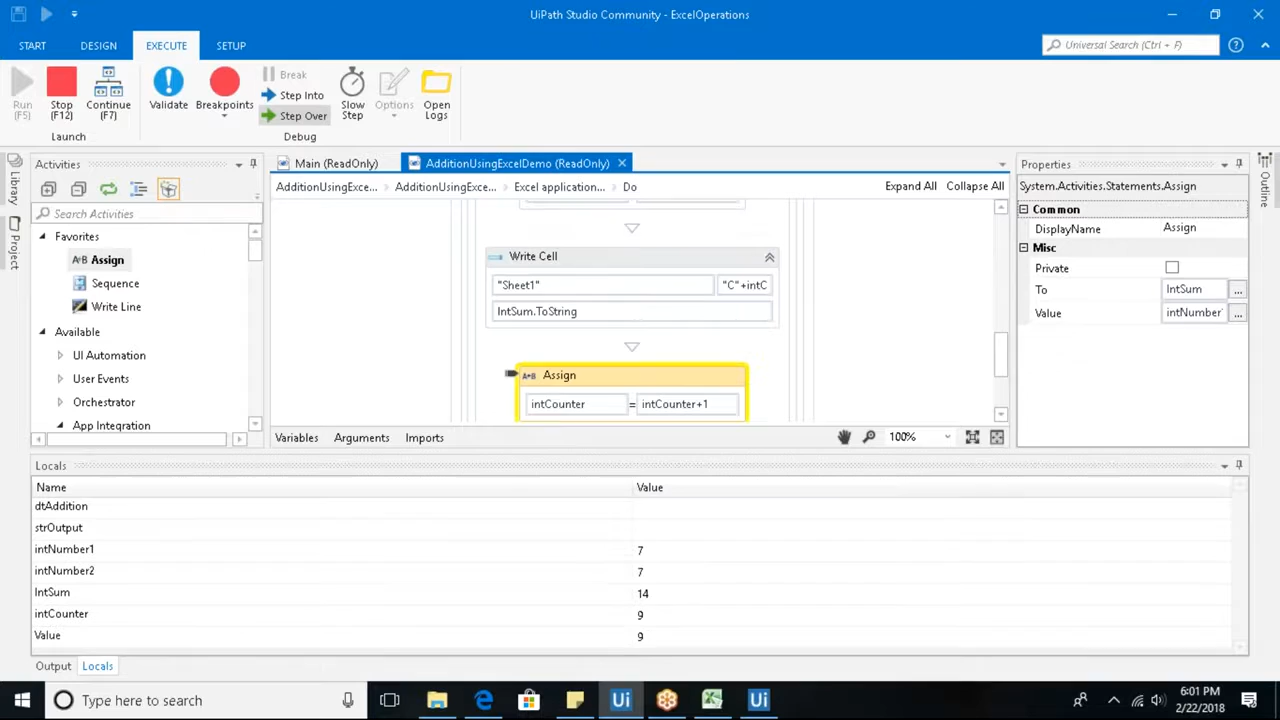 UiPath Studio Community - ExcelOperations
START DESIGN EXECUTE SETUP
Universal Search (Ctrl + F)
Run (F5)
Stop (F12)
Continue (F7)
Launch
Validate
Breakpoints
Break
Step Into
Step Over
Slow Step
Options
Open Logs
Debug
Library
Project
Activities
Search Activities
Favorites
A+B Assign
Sequence
Write Line
Available
UI Automation
User Events
Orchestrator
App Integration
Main (ReadOnly)
AdditionUsingExcelDemo (ReadOnly)
AdditionUsingExce...
AdditionUsingExce...
Excel application...
Do
Expand All
Collapse All
Write Cell
"Sheet1"
"C"+intC
IntSum.ToString
A+B Assign
intCounter = intCounter+1
Variables
Arguments
Imports
100%
Properties
System.Activities.Statements.Assign
Common
DisplayName Assign
Misc
Private
To IntSum ...
Value intNumber ...
Outline
Locals
Name Value
dtAddition
strOutput
intNumber1 7
intNumber2 7
IntSum 14
intCounter 9
Value 9
Output
Locals
Type here to search
Ui
Ui
6:01 PM
2/22/2018